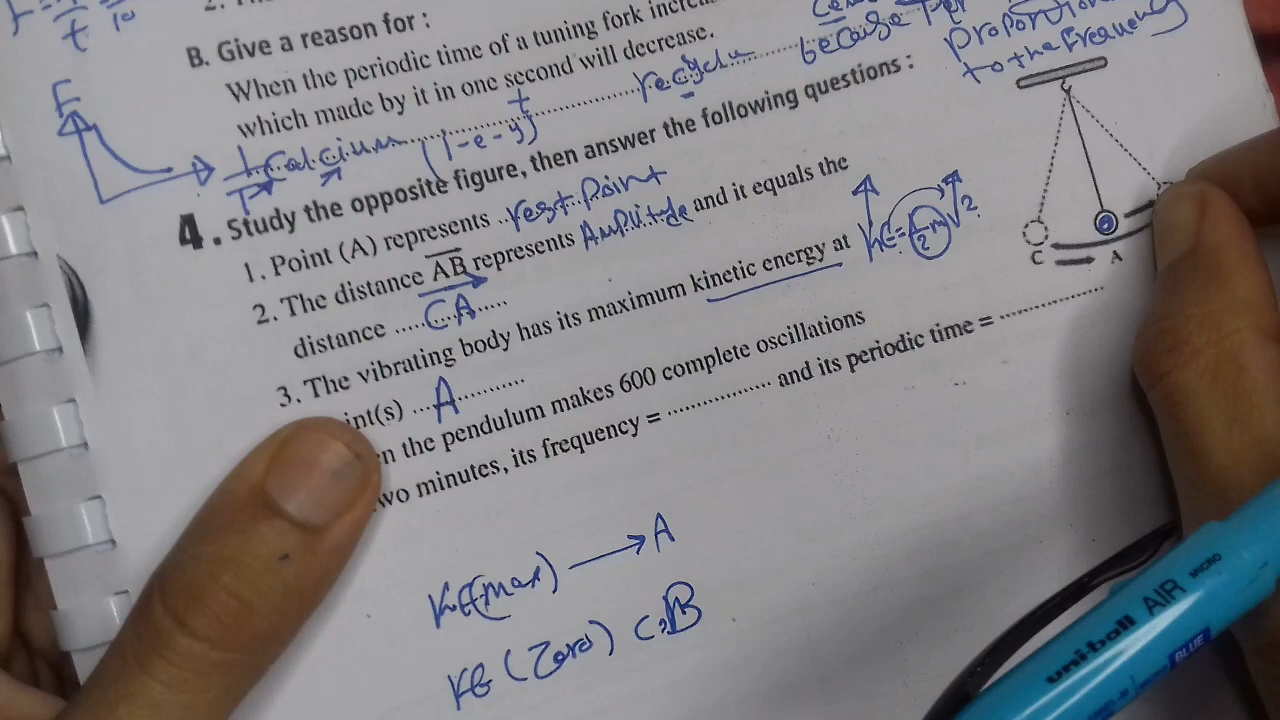 B. Give a reason for :
When the periodic time of a tuning fork
which made by it in one second will decrease.
because
to the frequency
recycle
(1-e-y)
4. Study the opposite figure, then answer the following questions :
1. Point (A) represents ..rest..Point
2. The distance AB represents Amplitude and it equals the
distance .....CA.....
3. The vibrating body has its maximum kinetic energy at
int(s) ...A..........
n the pendulum makes 600 complete oscillations
wo minutes, its frequency = .................. and its periodic time = ..................
C A
KE(max) → A
KE (Zero) C,B
uni-ball AIR MICRO
BLUE